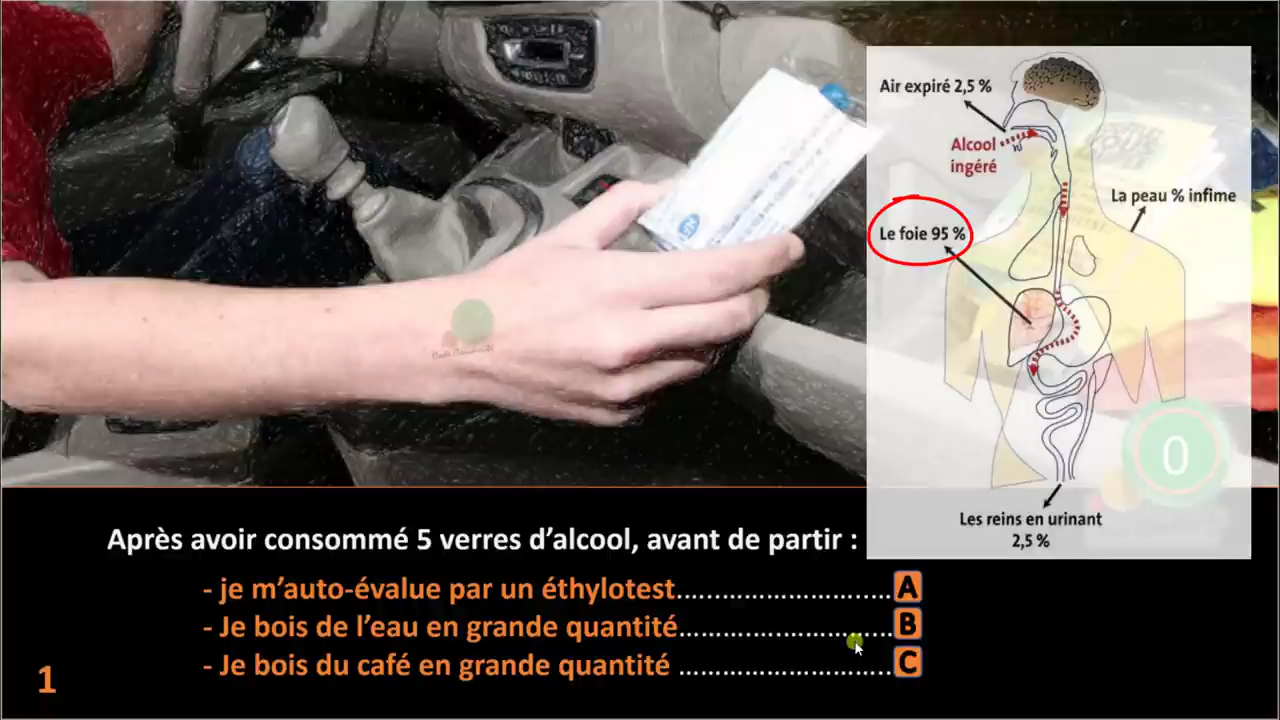 Air expiré 2,5 %
Alcool
ingéré
La peau % infime
Le foie 95 %
0
Les reins en urinant
2,5 %
Après avoir consommé 5 verres d'alcool, avant de partir :
- je m'auto-évalue par un éthylotest.............................. A
- Je bois de l'eau en grande quantité.............................. B
- Je bois du café en grande quantité .............................. C
1